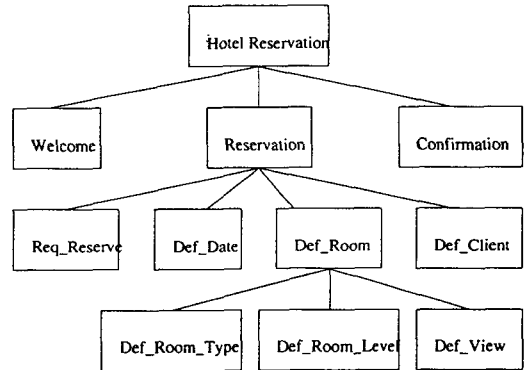 Hotel Reservation
Welcome
Reservation
Confirmation
Req_Reserve
Def_Date
Def_Room
Def_Client
Def_Room_Type
Def_Room_Level
Def_View